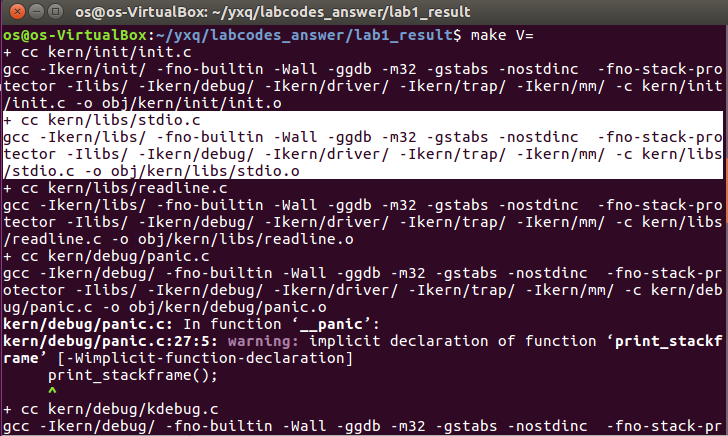 os@os-VirtualBox: ~/yxq/labcodes_answer/lab1_result
os@os-VirtualBox:~/yxq/labcodes_answer/lab1_result$ make V=
+ cc kern/init/init.c
gcc -Ikern/init/ -fno-builtin -Wall -ggdb -m32 -gstabs -nostdinc  -fno-stack-pro
tector -Ilibs/ -Ikern/debug/ -Ikern/driver/ -Ikern/trap/ -Ikern/mm/ -c kern/init
/init.c -o obj/kern/init/init.o
+ cc kern/libs/stdio.c
gcc -Ikern/libs/ -fno-builtin -Wall -ggdb -m32 -gstabs -nostdinc  -fno-stack-pro
tector -Ilibs/ -Ikern/debug/ -Ikern/driver/ -Ikern/trap/ -Ikern/mm/ -c kern/libs
/stdio.c -o obj/kern/libs/stdio.o
+ cc kern/libs/readline.c
gcc -Ikern/libs/ -fno-builtin -Wall -ggdb -m32 -gstabs -nostdinc  -fno-stack-pro
tector -Ilibs/ -Ikern/debug/ -Ikern/driver/ -Ikern/trap/ -Ikern/mm/ -c kern/libs
/readline.c -o obj/kern/libs/readline.o
+ cc kern/debug/panic.c
gcc -Ikern/debug/ -fno-builtin -Wall -ggdb -m32 -gstabs -nostdinc  -fno-stack-pr
otector -Ilibs/ -Ikern/debug/ -Ikern/driver/ -Ikern/trap/ -Ikern/mm/ -c kern/deb
ug/panic.c -o obj/kern/debug/panic.o
kern/debug/panic.c: In function ‘__panic’:
kern/debug/panic.c:27:5: warning: implicit declaration of function ‘print_stackf
rame’ [-Wimplicit-function-declaration]
     print_stackframe();
     ^
+ cc kern/debug/kdebug.c
gcc -Ikern/debug/ -fno-builtin -Wall -ggdb -m32 -gstabs -nostdinc  -fno-stack-pr